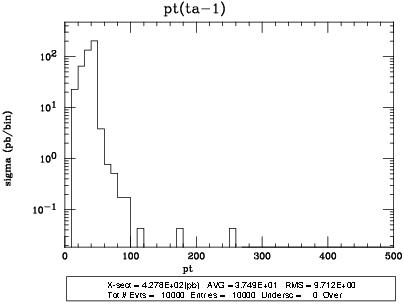 pt(ta−1)
sigma (pb/bin)
10²
10¹
10⁰
10⁻¹
0 100 200 300 400 500
pt
X-sect = 4.278E+02(pb) AVG = 3.749E+01 RMS = 9.712E+00
Tot # Evts = 10000 Entries = 10000 Undersc = 0 Over